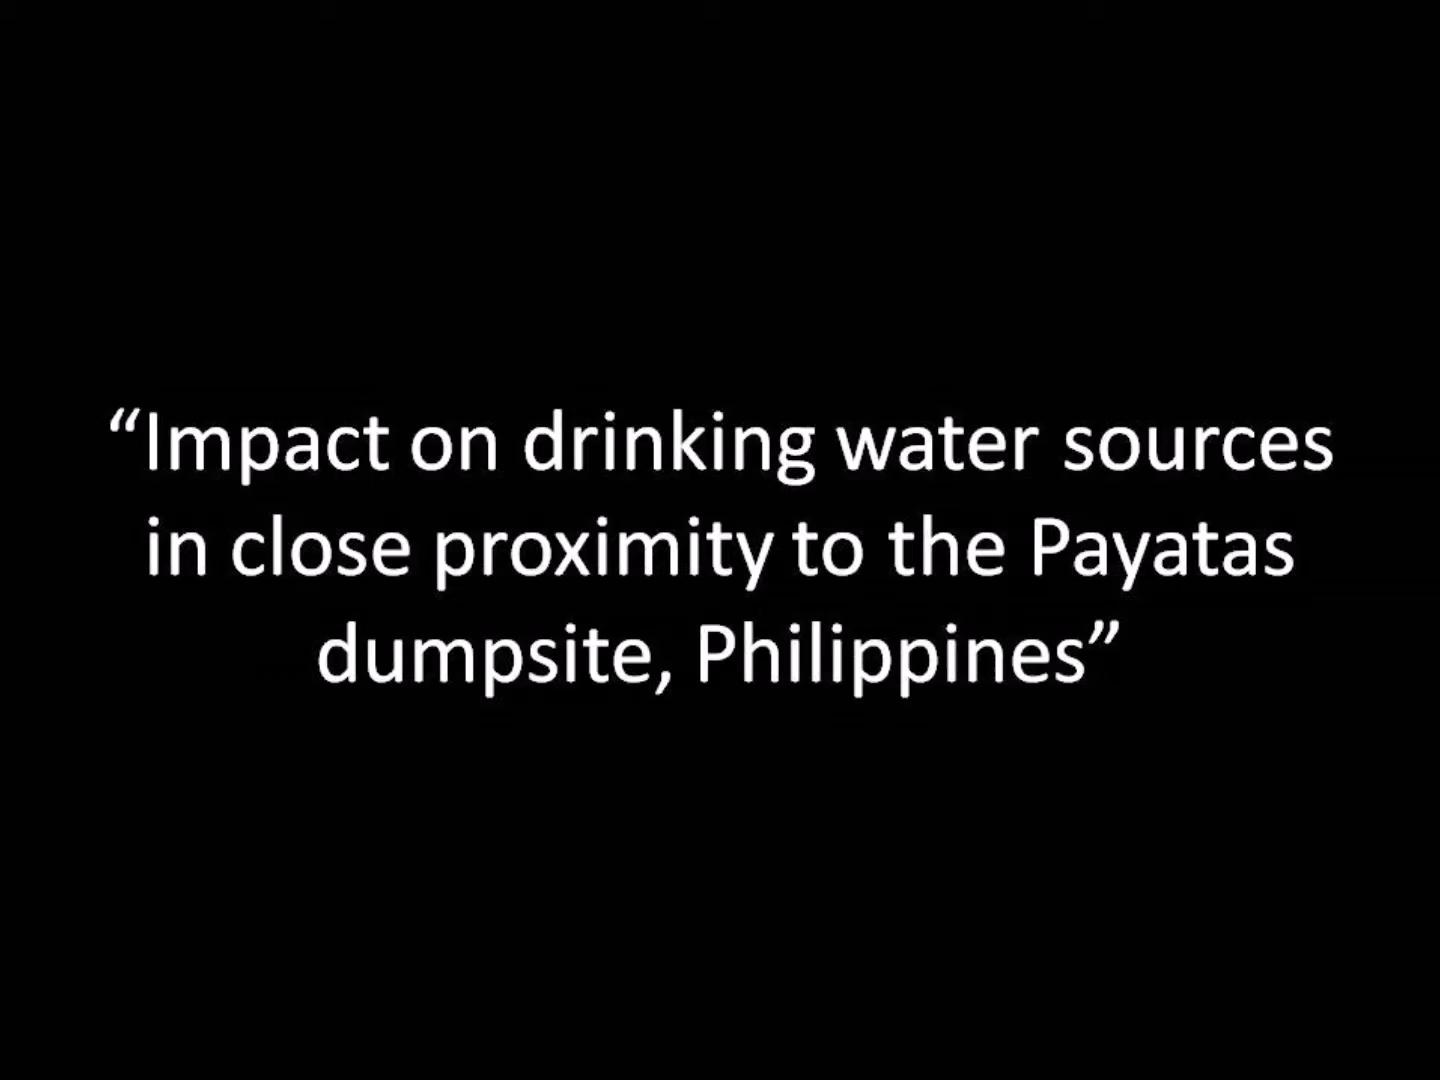 “Impact on drinking water sources
in close proximity to the Payatas
dumpsite, Philippines”